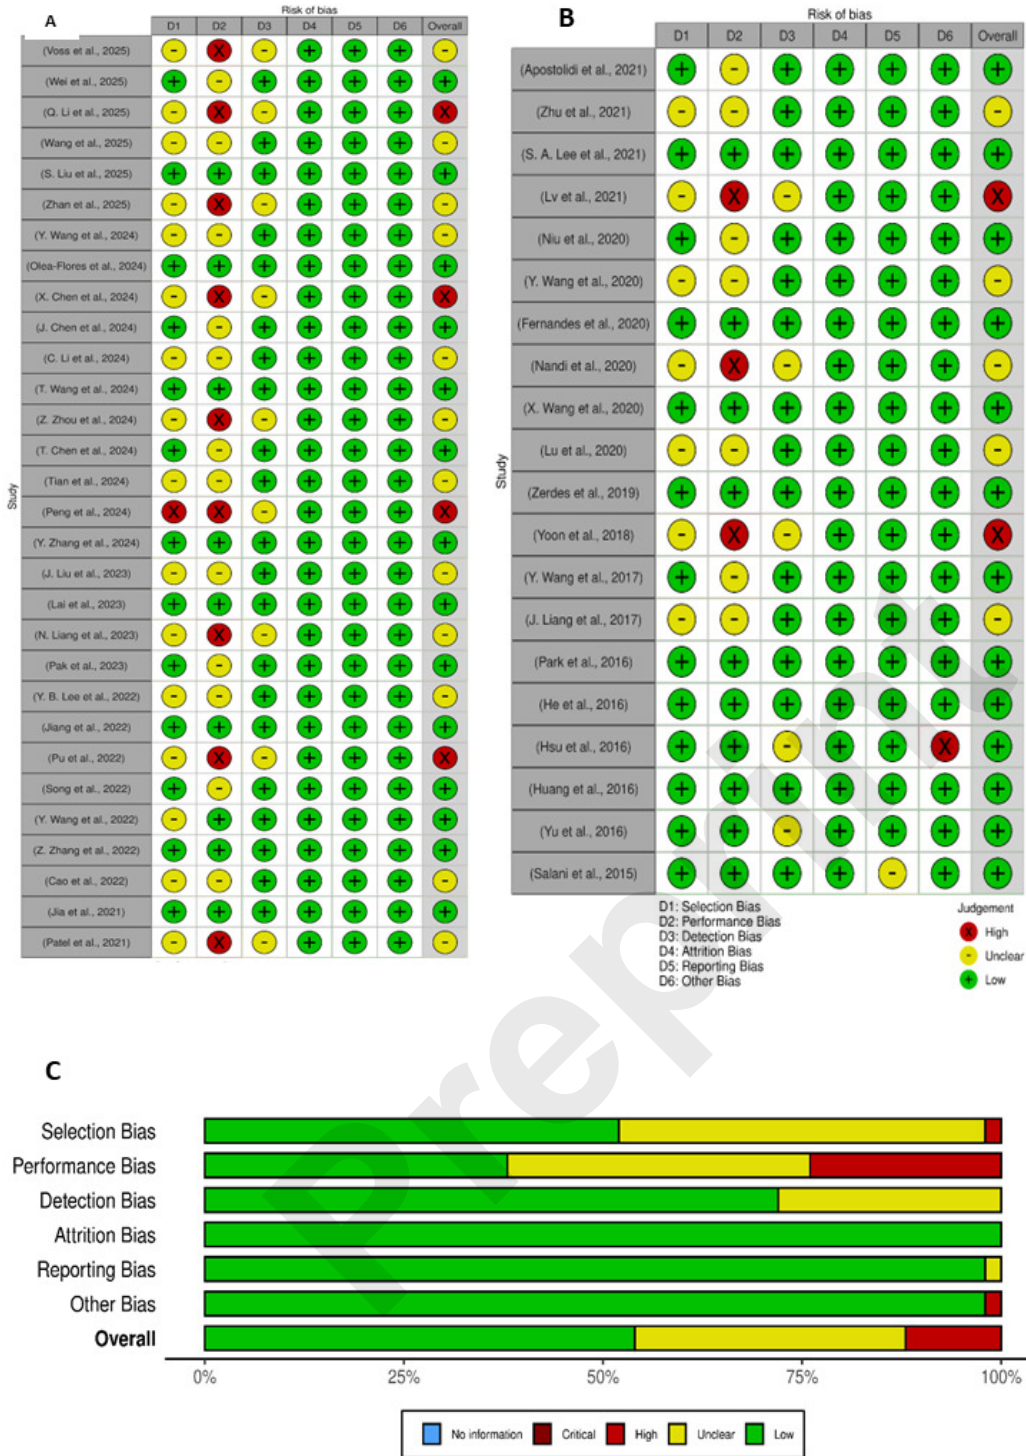 A
Risk of bias
D1 D2 D3 D4 D5 D6 Overall
(Voss et al., 2025) - X - + + + -
(Wei et al., 2025) + - + + + + +
(Q. Li et al., 2025) - X - + + + X
(Wang et al., 2025) - - + + + + -
(S. Liu et al., 2025) + + + + + + +
(Zhan et al., 2025) - X - + + + -
(Y. Wang et al., 2024) - - + + + + -
(Olea-Flores et al., 2024) + + + + + + +
(X. Chen et al., 2024) - X - + + + X
(J. Chen et al., 2024) + - + + + + +
(C. Li et al., 2024) - - + + + + -
(T. Wang et al., 2024) + + + + + + +
(Z. Zhou et al., 2024) - X - + + + -
(T. Chen et al., 2024) + - + + + + +
(Tian et al., 2024) - - + + + + -
(Peng et al., 2024) X X - + + + X
(Y. Zhang et al., 2024) + + + + + + +
(J. Liu et al., 2023) - - + + + + -
(Lai et al., 2023) + + + + + + +
(N. Liang et al., 2023) - X - + + + -
(Pak et al., 2023) + - + + + + +
(Y. B. Lee et al., 2022) - - + + + + -
(Jiang et al., 2022) + + + + + + +
(Pu et al., 2022) - X - + + + X
(Song et al., 2022) + - + + + + +
(Y. Wang et al., 2022) - + + + + + +
(Z. Zhang et al., 2022) + + + + + + +
(Cao et al., 2022) - - + + + + -
(Jia et al., 2021) + + + + + + +
(Patel et al., 2021) - X - + + + -
Study
B
Risk of bias
D1 D2 D3 D4 D5 D6 Overall
(Apostolidi et al., 2021) + - + + + + +
(Zhu et al., 2021) - - + + + + -
(S. A. Lee et al., 2021) + + + + + + +
(Lv et al., 2021) - X - + + + X
(Niu et al., 2020) + - + + + + +
(Y. Wang et al., 2020) - - + + + + -
(Fernandes et al., 2020) + + + + + + +
(Nandi et al., 2020) - X - + + + -
(X. Wang et al., 2020) + + + + + + +
(Lu et al., 2020) - - + + + + -
(Zerdes et al., 2019) + + + + + + +
(Yoon et al., 2018) - X - + + + X
(Y. Wang et al., 2017) + - + + + + +
(J. Liang et al., 2017) - - + + + + -
(Park et al., 2016) + + + + + + +
(He et al., 2016) + + + + + + +
(Hsu et al., 2016) + + - + + X +
(Huang et al., 2016) + + + + + + +
(Yu et al., 2016) + + - + + + +
(Salani et al., 2015) + + + + - + +
Study
D1: Selection Bias
D2: Performance Bias
D3: Detection Bias
D4: Attrition Bias
D5: Reporting Bias
D6: Other Bias
Judgement
X High
- Unclear
+ Low
C
Selection Bias
Performance Bias
Detection Bias
Attrition Bias
Reporting Bias
Other Bias
Overall
0% 25% 50% 75% 100%
No information Critical High Unclear Low
Preprint